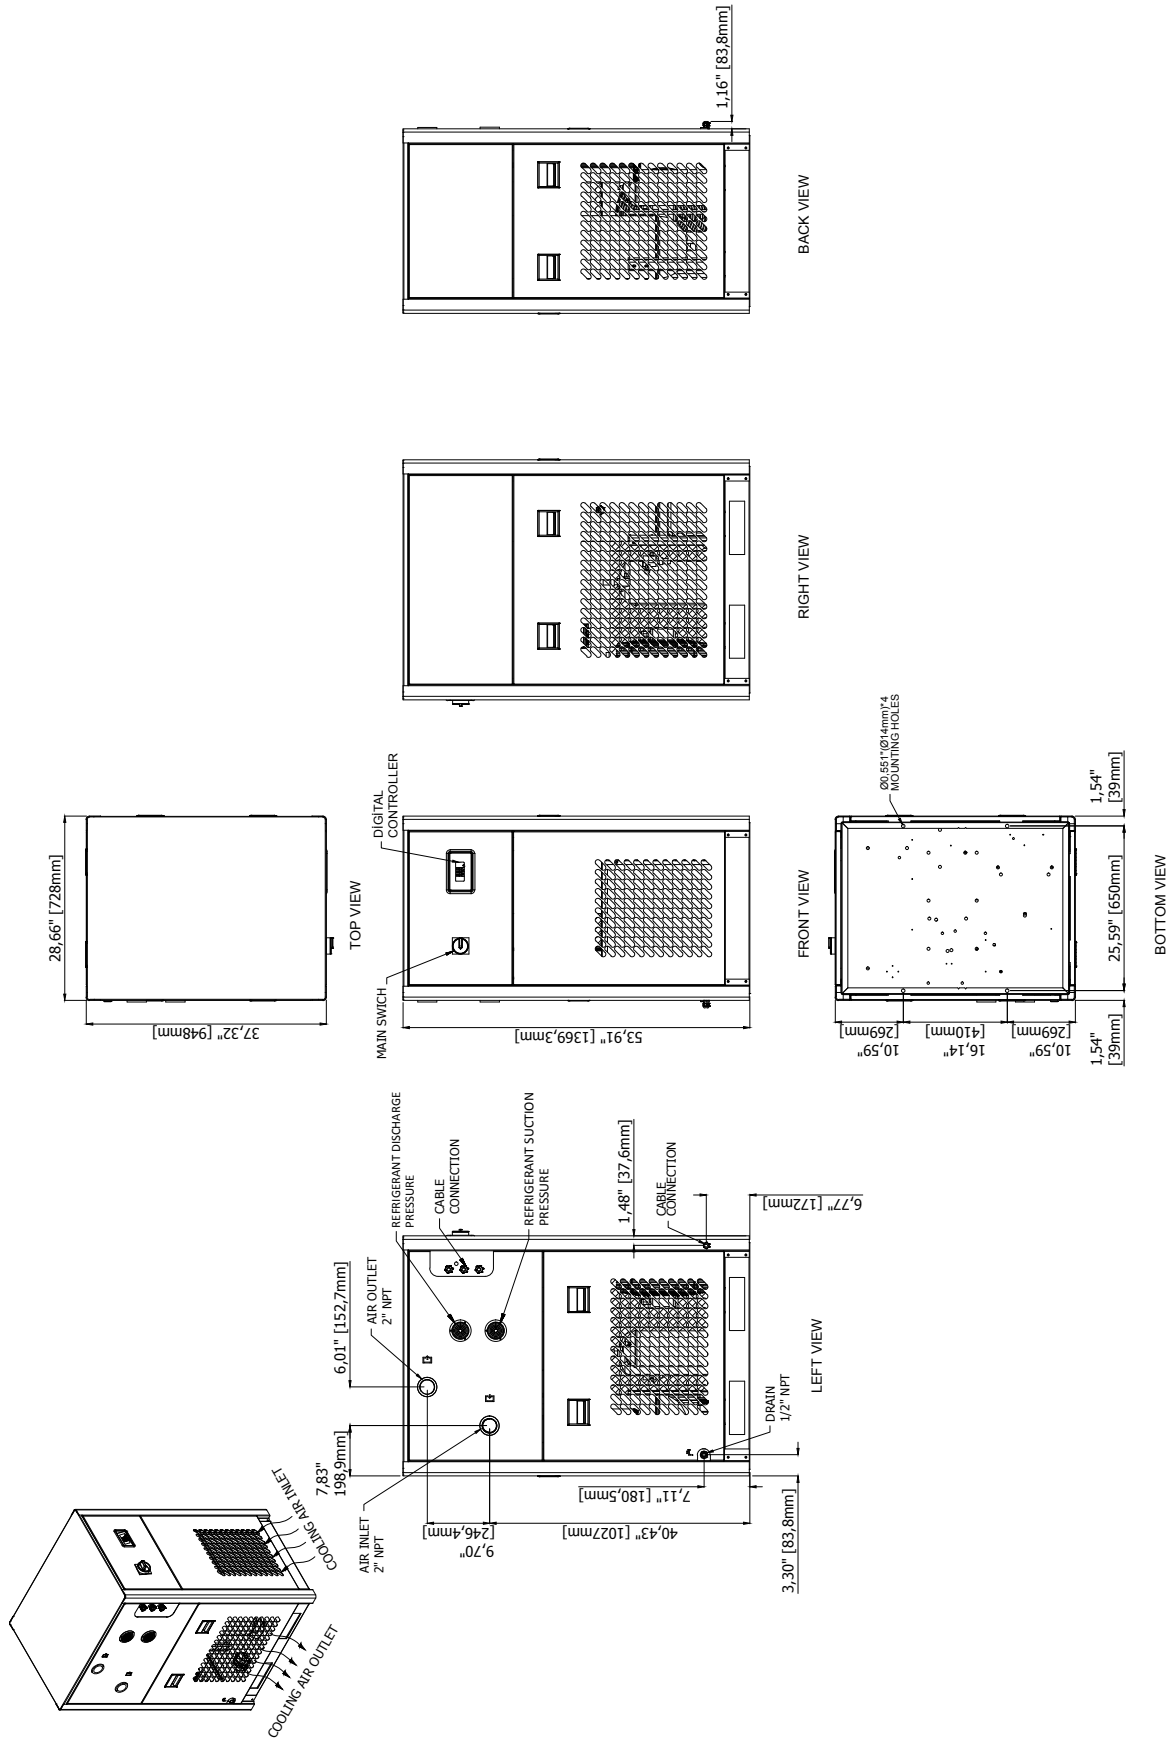 COOLING AIR OUTLET
COOLING AIR INLET
28,66" [728mm]
37,32" [948mm]
TOP VIEW
7,83"
198,9mm]
6,01" [152,7mm]
AIR INLET
2" NPT
AIR OUTLET
2" NPT
REFRIGERANT DISCHARGE
PRESSURE
CABLE
CONNECTION
REFRIGERANT SUCTION
PRESSURE
9,70"
[246,4mm]
40,43" [1027mm]
7,11" [180,5mm]
3,30" [83,8mm]
DRAIN
1/2" NPT
1,48" [37,6mm]
CABLE
CONNECTION
6,77" [172mm]
LEFT VIEW
MAIN SWICH
DİGİTAL
CONTROLLER
53,91" [1369,3mm]
FRONT VIEW
RIGHT VIEW
1,16" [83,8mm]
BACK VIEW
Ø0,551"(Ø14mm)*4
MOUNTING HOLES
10,59"
[269mm]
16,14"
[410mm]
10,59"
[269mm]
1,54"
[39mm]
25,59" [650mm]
1,54"
[39mm]
BOTTOM VIEW